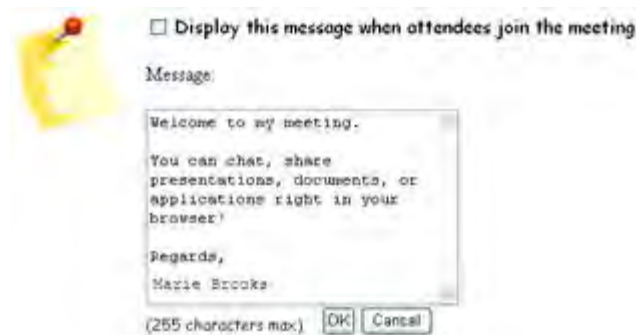 Display this message when attendees join the meeting
Message:
Welcome to my meeting.
You can chat, share
presentations, documents, or
applications right in your
browser!
Regards,
Marie Brooks
(255 characters max) OK Cancel